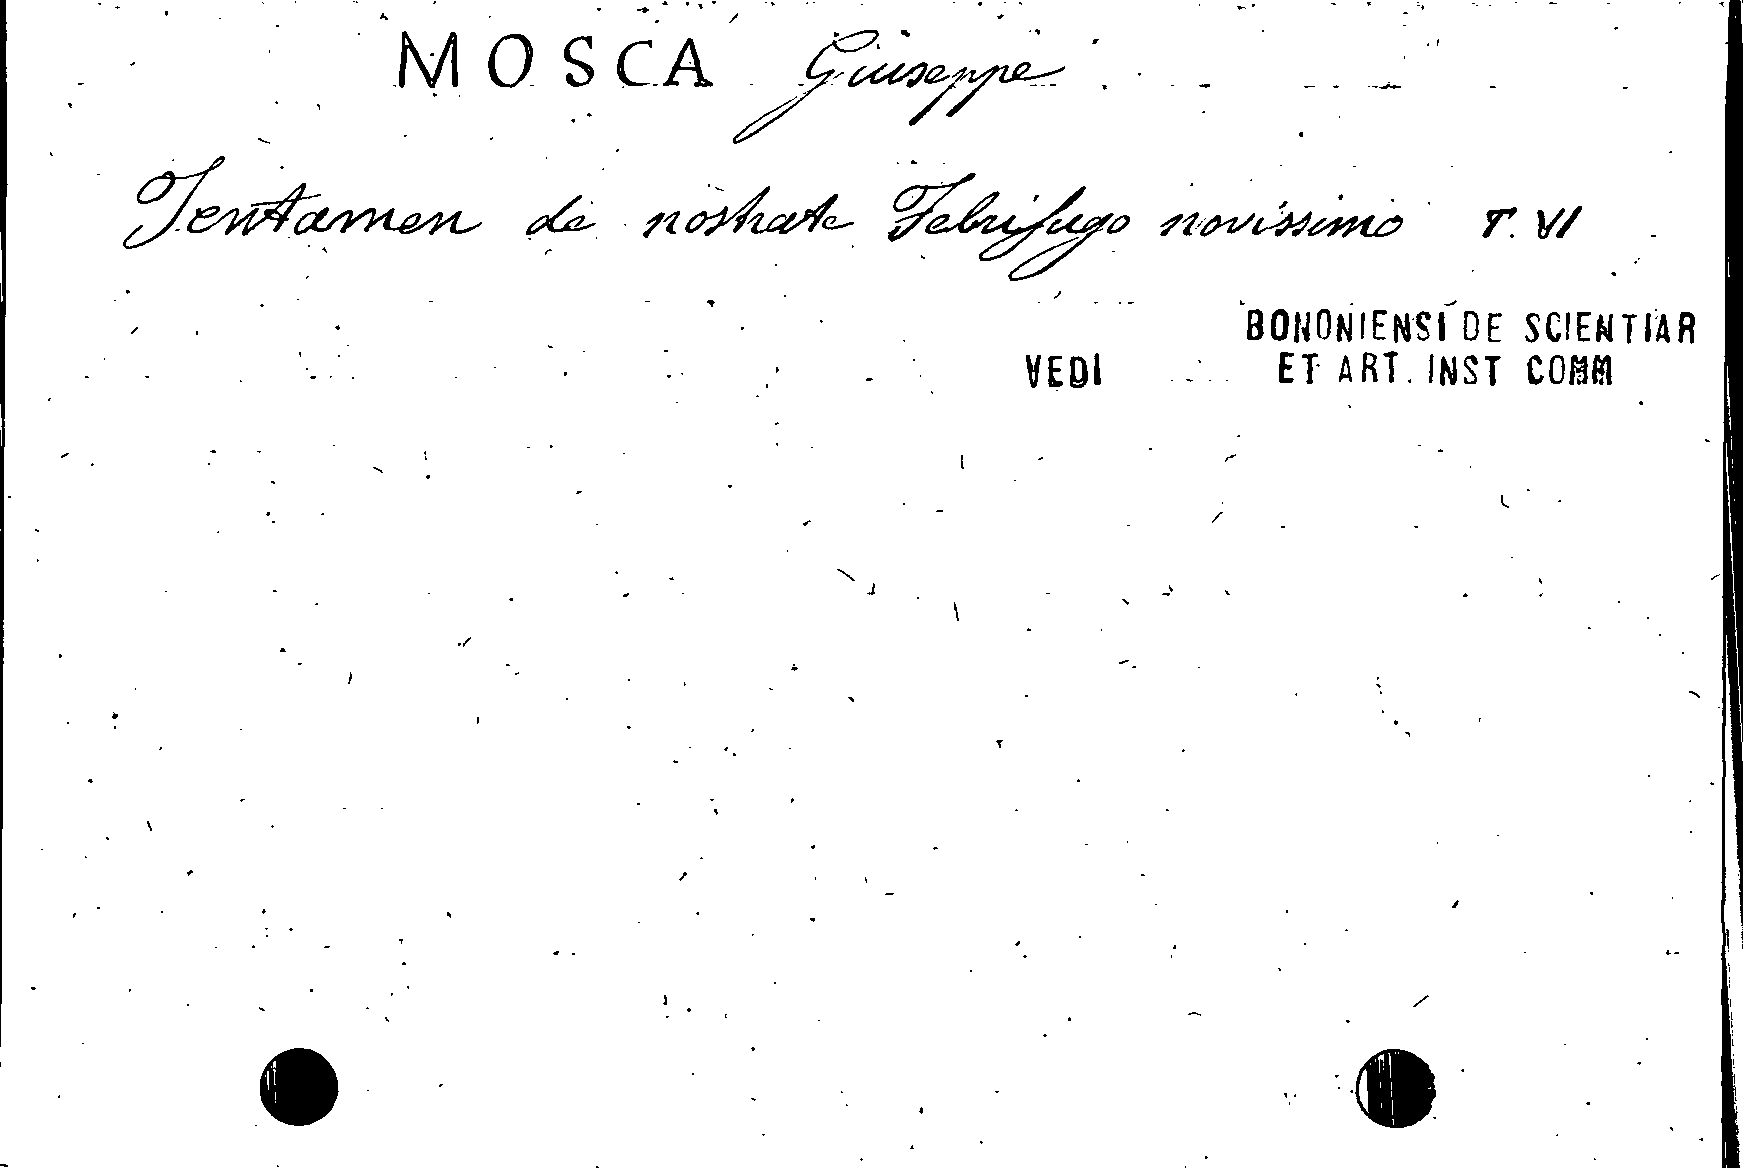 MOSCA Giuseppe
Tentamen de nostrate Febrifugo novissimo T. VI
BONONIENSI DE SCIENTIAR
VEDI ET ART. INST COMM